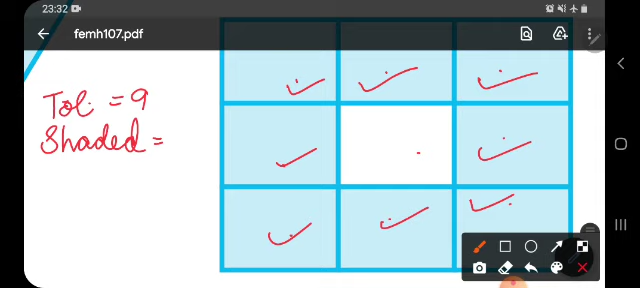 23:32
femh107.pdf
Tol. = 9
Shaded =